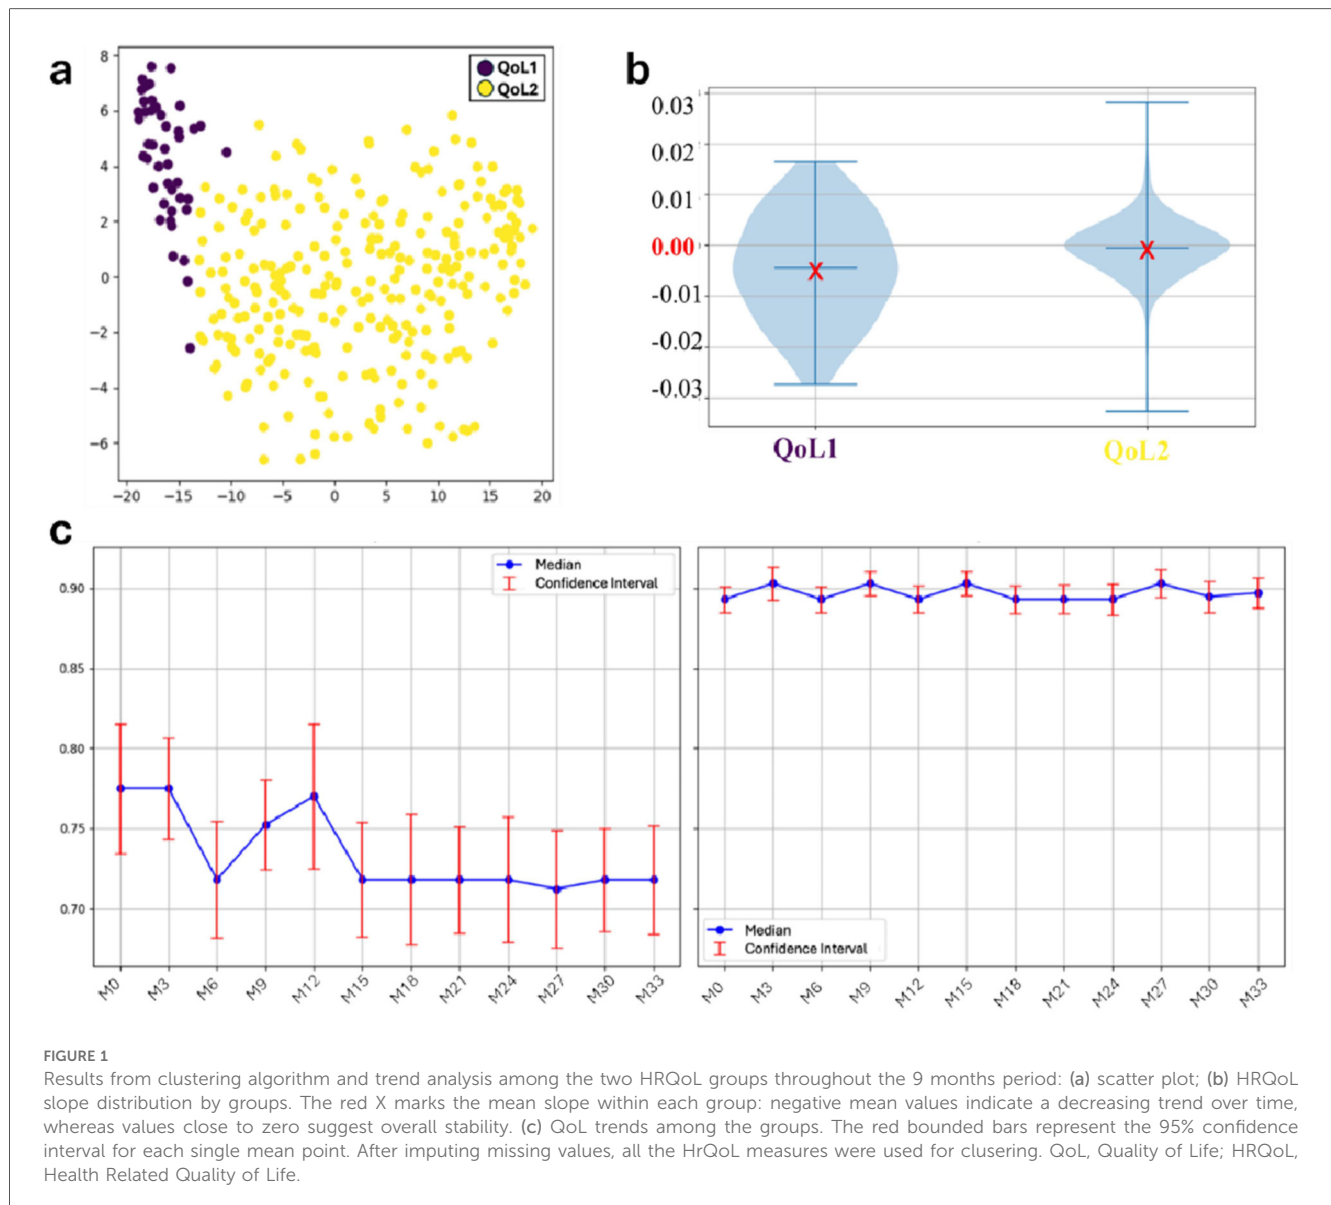 a
QoL1
QoL2
8
6
4
2
0
−2
−4
−6
−20 −15 −10 −5 0 5 10 15 20
b
0.03
0.02
0.01
0.00
-0.01
-0.02
-0.03
QoL1 QoL2
c
Median
Confidence Interval
0.90
0.85
0.80
0.75
0.70
M0 M3 M6 M9 M12 M15 M18 M21 M24 M27 M30 M33
Median
Confidence Interval
M0 M3 M6 M9 M12 M15 M18 M21 M24 M27 M30 M33
FIGURE 1
Results from clustering algorithm and trend analysis among the two HRQoL groups throughout the 9 months period: (a) scatter plot; (b) HRQoL
slope distribution by groups. The red X marks the mean slope within each group: negative mean values indicate a decreasing trend over time,
whereas values close to zero suggest overall stability. (c) QoL trends among the groups. The red bounded bars represent the 95% confidence
interval for each single mean point. After imputing missing values, all the HrQoL measures were used for clusering. QoL, Quality of Life; HRQoL,
Health Related Quality of Life.